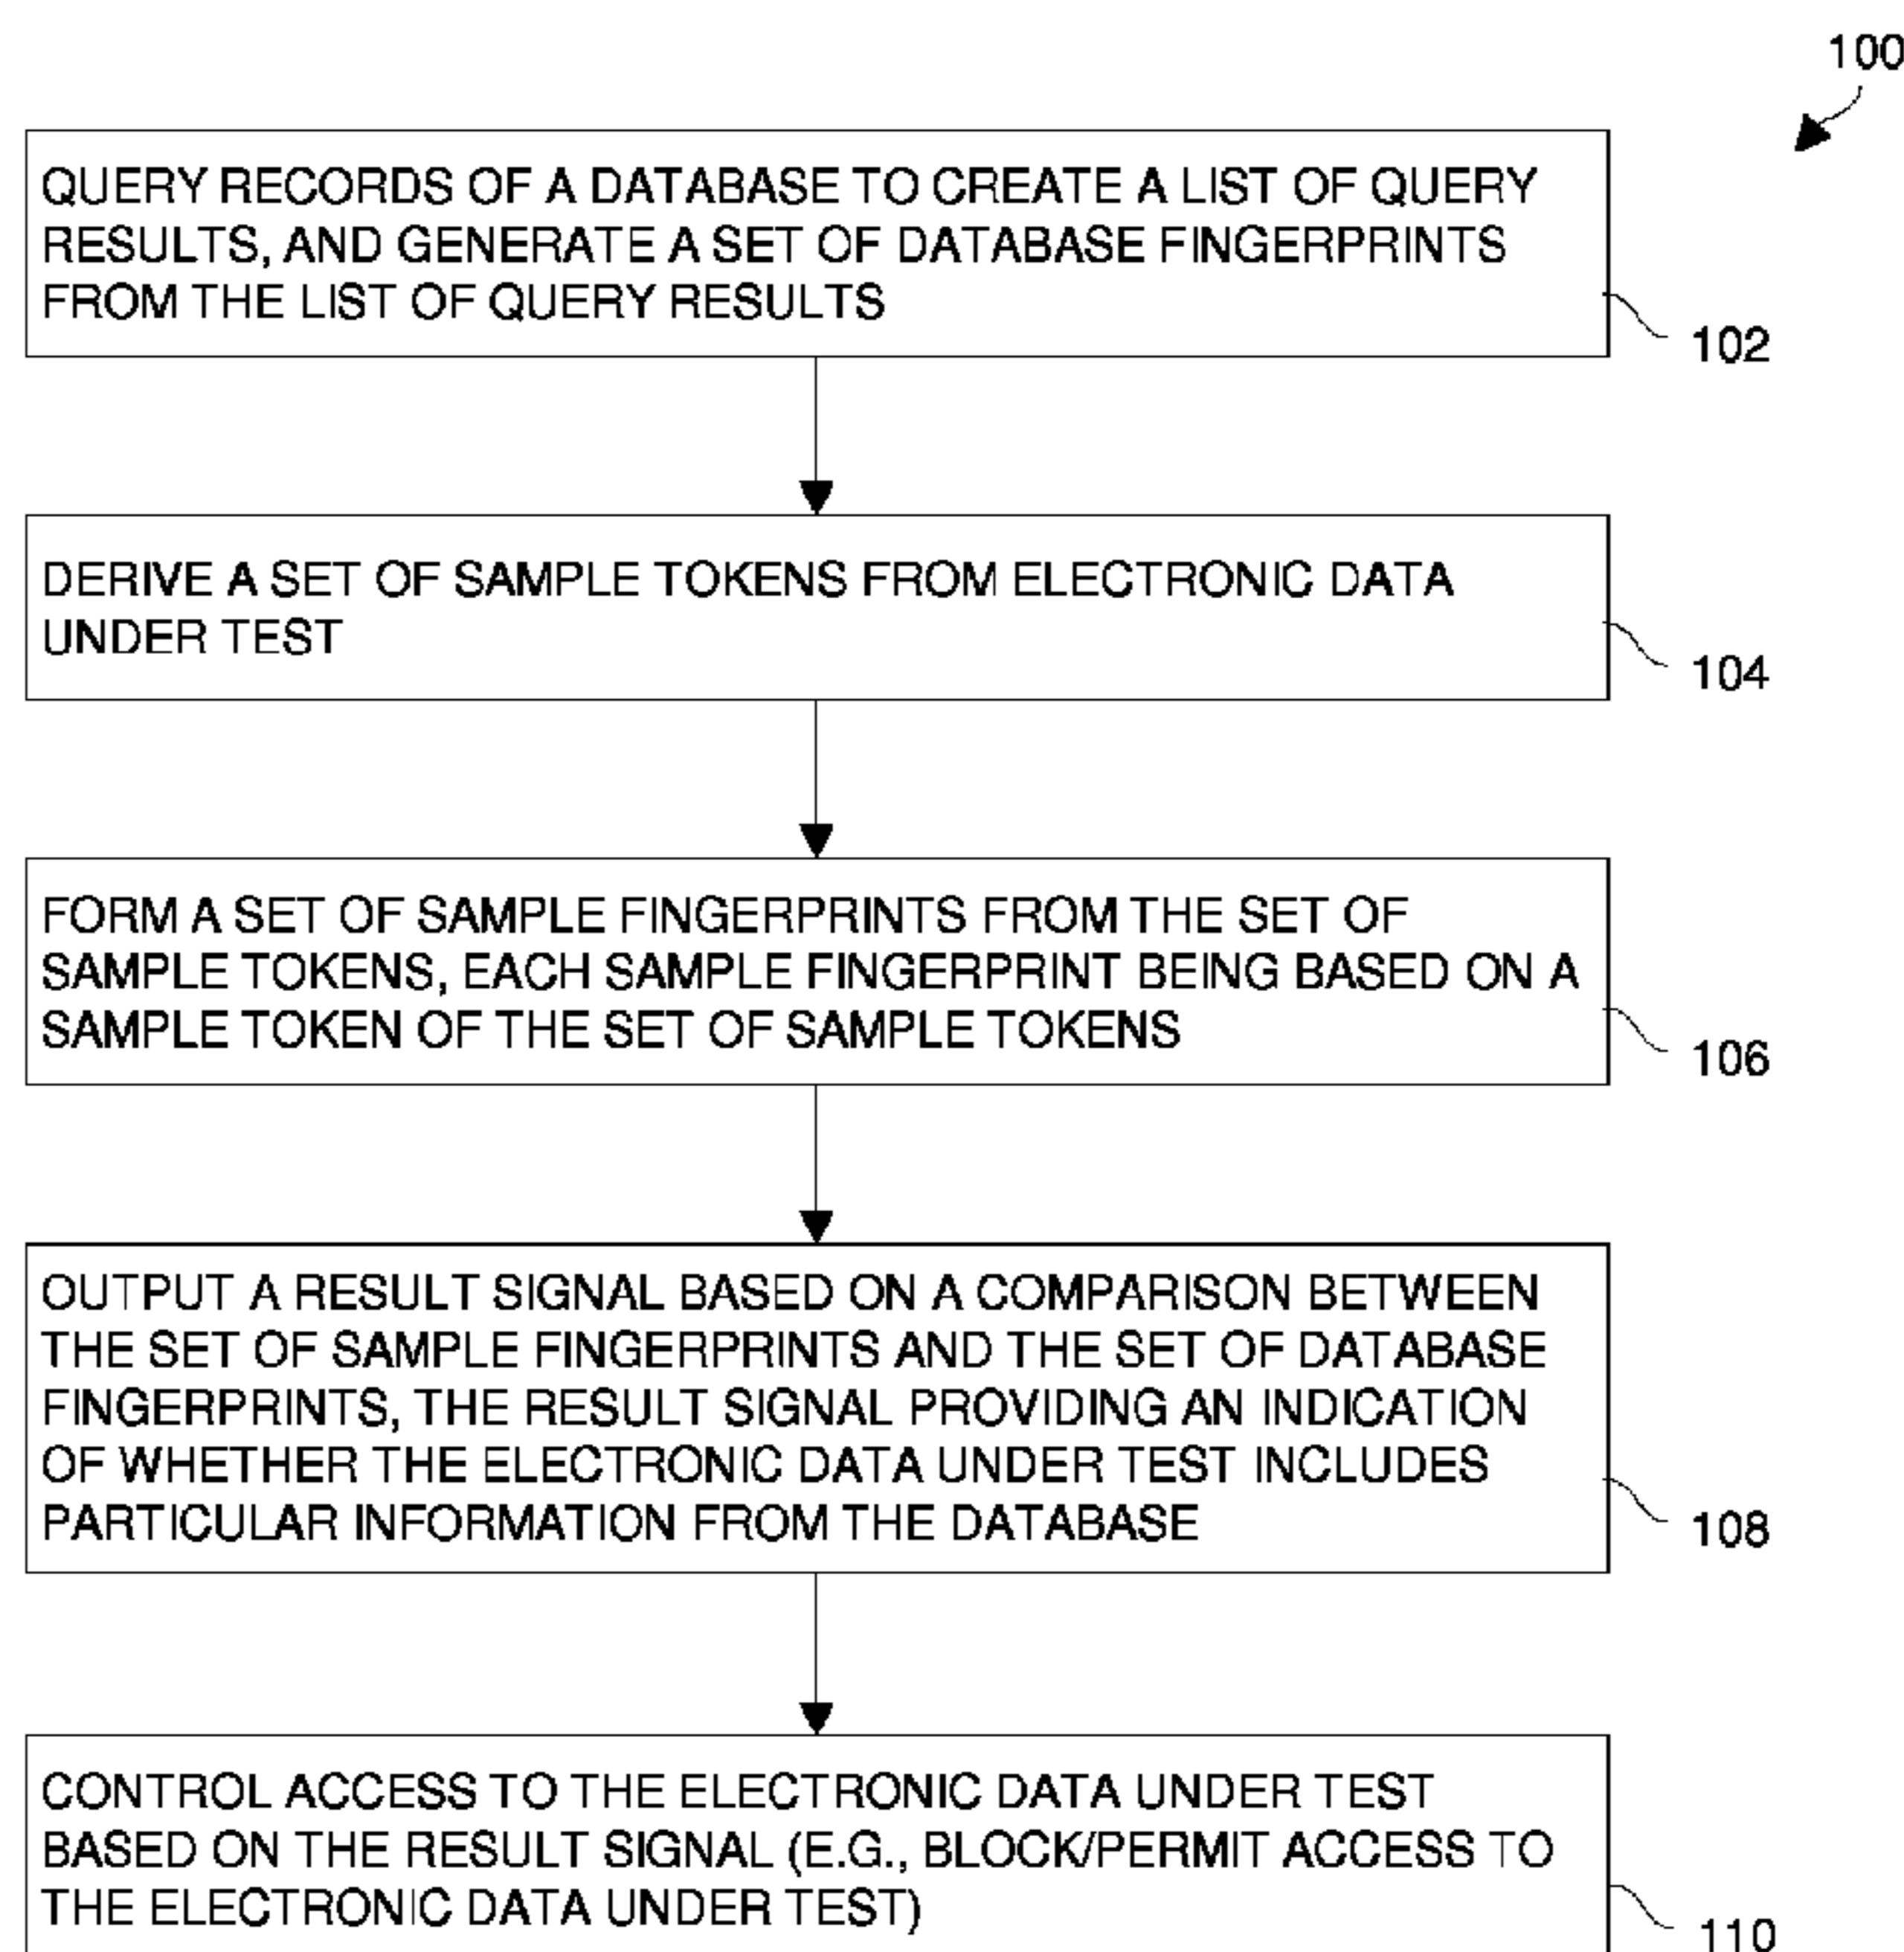 100
QUERY RECORDS OF A DATABASE TO CREATE A LIST OF QUERY
RESULTS, AND GENERATE A SET OF DATABASE FINGERPRINTS
FROM THE LIST OF QUERY RESULTS
102
DERIVE A SET OF SAMPLE TOKENS FROM ELECTRONIC DATA
UNDER TEST
104
FORM A SET OF SAMPLE FINGERPRINTS FROM THE SET OF
SAMPLE TOKENS, EACH SAMPLE FINGERPRINT BEING BASED ON A
SAMPLE TOKEN OF THE SET OF SAMPLE TOKENS
106
OUTPUT A RESULT SIGNAL BASED ON A COMPARISON BETWEEN
THE SET OF SAMPLE FINGERPRINTS AND THE SET OF DATABASE
FINGERPRINTS, THE RESULT SIGNAL PROVIDING AN INDICATION
OF WHETHER THE ELECTRONIC DATA UNDER TEST INCLUDES
PARTICULAR INFORMATION FROM THE DATABASE
108
CONTROL ACCESS TO THE ELECTRONIC DATA UNDER TEST
BASED ON THE RESULT SIGNAL (E.G., BLOCK/PERMIT ACCESS TO
THE ELECTRONIC DATA UNDER TEST)
110